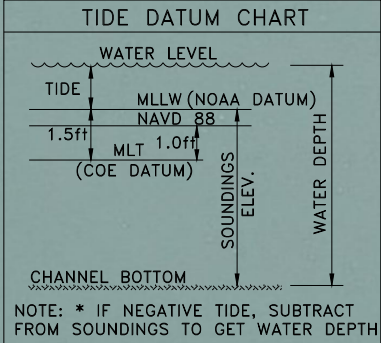 TIDE DATUM CHART
WATER LEVEL
TIDE
MLLW (NOAA DATUM)
NAVD 88
1.5ft
1.0ft
MLT
(COE DATUM)
SOUNDINGS
ELEV.
WATER DEPTH
CHANNEL BOTTOM
NOTE: * IF NEGATIVE TIDE, SUBTRACT
FROM SOUNDINGS TO GET WATER DEPTH